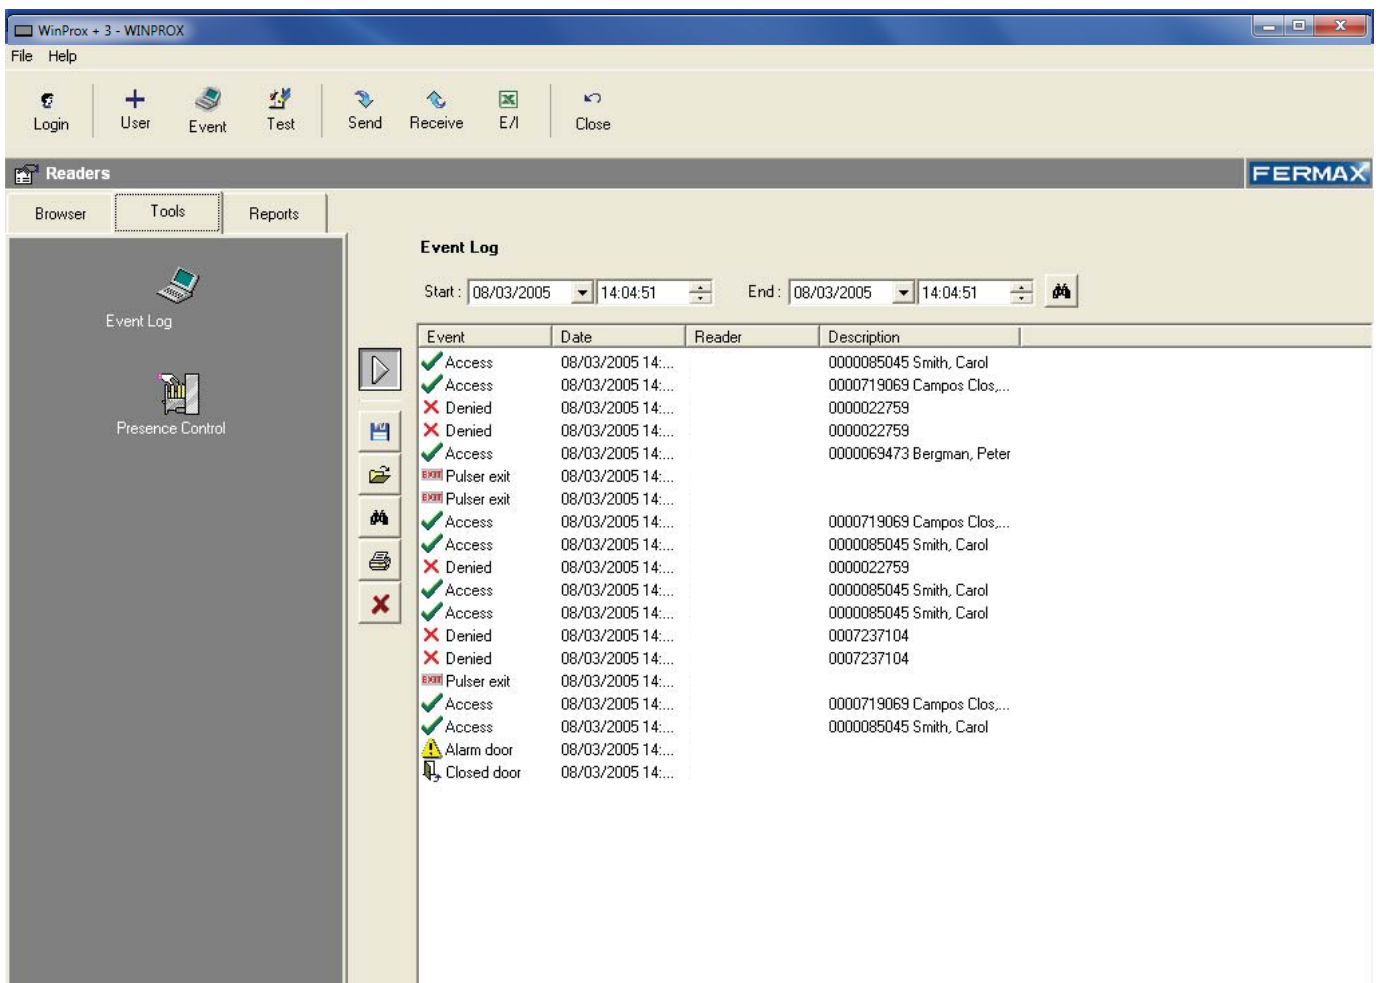 WinProx + 3 - WINPROX
File Help
Login User Event Test Send Receive E/I Close
Readers FERMAX
Browser Tools Reports
Event Log
Start : 08/03/2005 14:04:51 End : 08/03/2005 14:04:51
Event Log
Presence Control
Event Date Reader Description
Access 08/03/2005 14:... 0000085045 Smith, Carol
Access 08/03/2005 14:... 0000719069 Campos Clos,...
Denied 08/03/2005 14:... 0000022759
Denied 08/03/2005 14:... 0000022759
Access 08/03/2005 14:... 0000069473 Bergman, Peter
EXIT Pulser exit 08/03/2005 14:...
EXIT Pulser exit 08/03/2005 14:...
Access 08/03/2005 14:... 0000719069 Campos Clos,...
Access 08/03/2005 14:... 0000085045 Smith, Carol
Denied 08/03/2005 14:... 0000022759
Access 08/03/2005 14:... 0000085045 Smith, Carol
Access 08/03/2005 14:... 0000085045 Smith, Carol
Denied 08/03/2005 14:... 0007237104
Denied 08/03/2005 14:... 0007237104
EXIT Pulser exit 08/03/2005 14:...
Access 08/03/2005 14:... 0000719069 Campos Clos,...
Access 08/03/2005 14:... 0000085045 Smith, Carol
Alarm door 08/03/2005 14:...
Closed door 08/03/2005 14:...